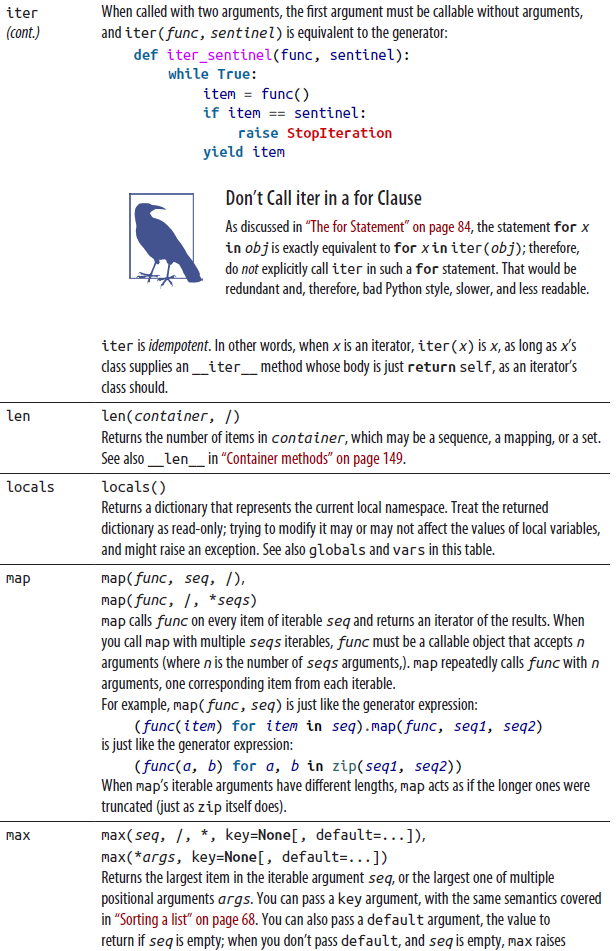 iter
(cont.)
When called with two arguments, the first argument must be callable without arguments,
and iter(func, sentinel) is equivalent to the generator:
def iter_sentinel(func, sentinel):
while True:
item = func()
if item == sentinel:
raise StopIteration
yield item
Don't Call iter in a for Clause
As discussed in "The for Statement" on page 84, the statement for x
in obj is exactly equivalent to for x in iter(obj); therefore,
do not explicitly call iter in such a for statement. That would be
redundant and, therefore, bad Python style, slower, and less readable.
iter is idempotent. In other words, when x is an iterator, iter(x) is x, as long as x's
class supplies an __iter__ method whose body is just return self, as an iterator's
class should.
len
len(container, /)
Returns the number of items in container, which may be a sequence, a mapping, or a set.
See also __len__ in "Container methods" on page 149.
locals
locals()
Returns a dictionary that represents the current local namespace. Treat the returned
dictionary as read-only; trying to modify it may or may not affect the values of local variables,
and might raise an exception. See also globals and vars in this table.
map
map(func, seq, /),
map(func, /, *seqs)
map calls func on every item of iterable seq and returns an iterator of the results. When
you call map with multiple seqs iterables, func must be a callable object that accepts n
arguments (where n is the number of seqs arguments,). map repeatedly calls func with n
arguments, one corresponding item from each iterable.
For example, map(func, seq) is just like the generator expression:
(func(item) for item in seq).map(func, seq1, seq2)
is just like the generator expression:
(func(a, b) for a, b in zip(seq1, seq2))
When map's iterable arguments have different lengths, map acts as if the longer ones were
truncated (just as zip itself does).
max
max(seq, /, *, key=None[, default=...]),
max(*args, key=None[, default=...])
Returns the largest item in the iterable argument seq, or the largest one of multiple
positional arguments args. You can pass a key argument, with the same semantics covered
in "Sorting a list" on page 68. You can also pass a default argument, the value to
return if seq is empty; when you don't pass default, and seq is empty, max raises